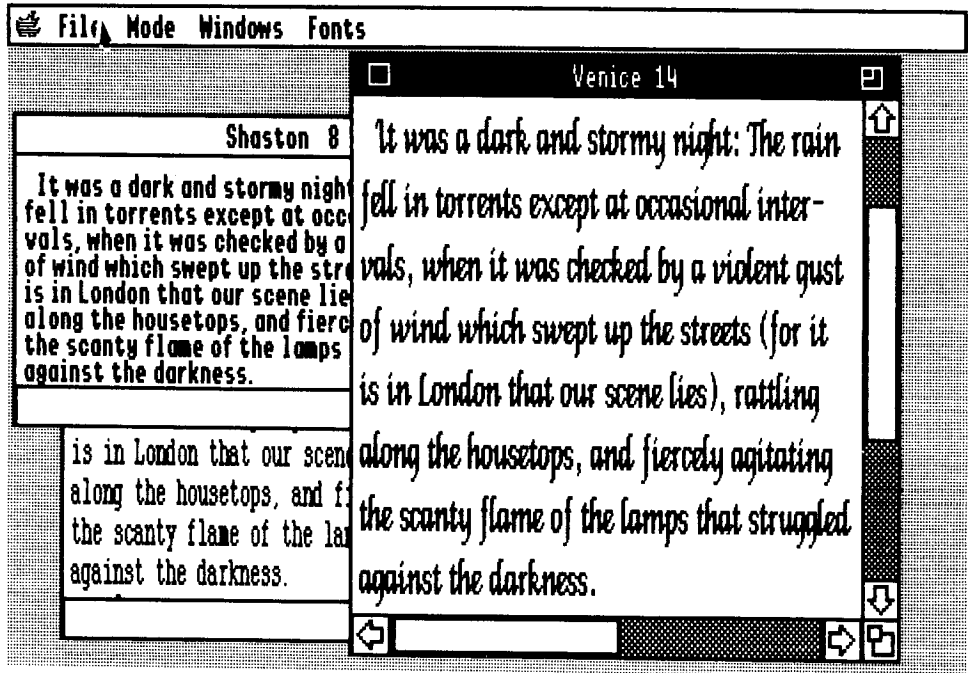 File Mode Windows Fonts
Shaston 8
It was a dark and stormy night
fell in torrents except at occ
vals, when it was checked by a
of wind which swept up the stre
is in London that our scene lie
along the housetops, and fierc
the scanty flame of the lamps
against the darkness.
is in London that our scene
along the housetops, and fi
the scanty flame of the la
against the darkness.
Venice 14
It was a dark and stormy night: The rain
fell in torrents except at occasional inter-
vals, when it was checked by a violent gust
of wind which swept up the streets (for it
is in London that our scene lies), rattling
along the housetops, and fiercely agitating
the scanty flame of the lamps that struggled
against the darkness.